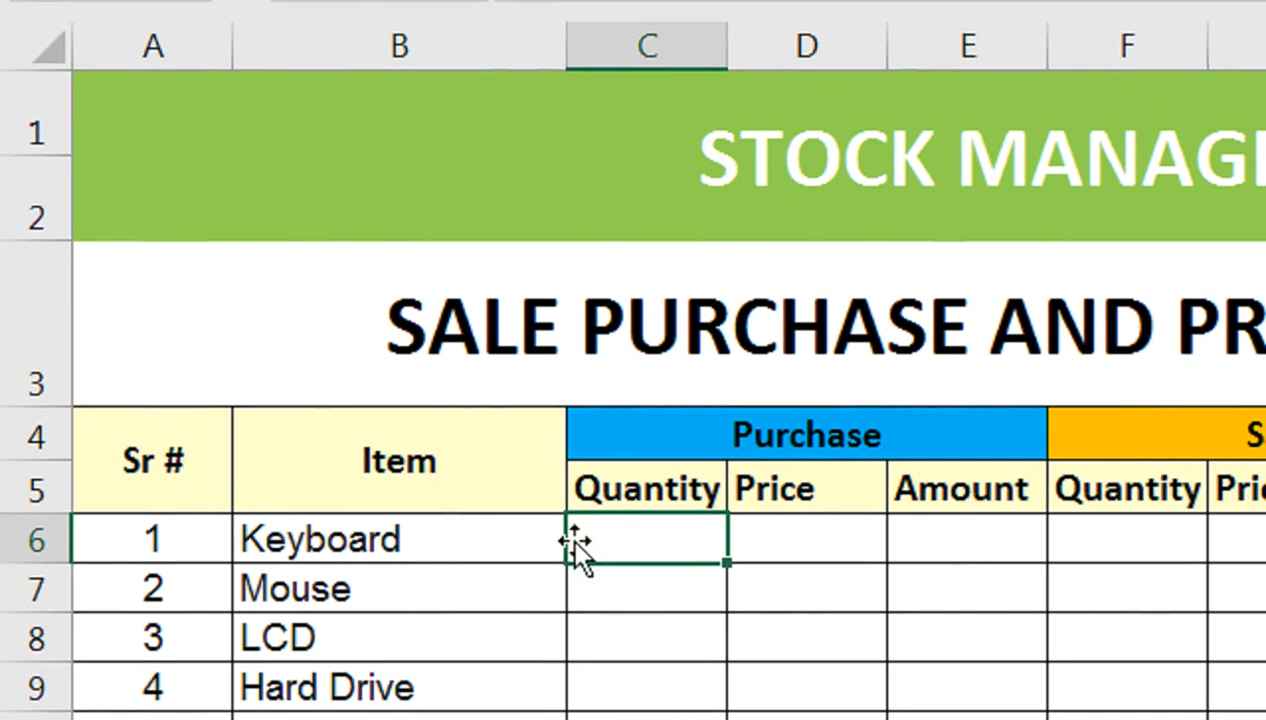 A B C D E F
1
STOCK MANAG
2
SALE PURCHASE AND PR
3
4 Purchase S
Sr # Item
5 Quantity Price Amount Quantity Pri
6 1 Keyboard
7 2 Mouse
8 3 LCD
9 4 Hard Drive